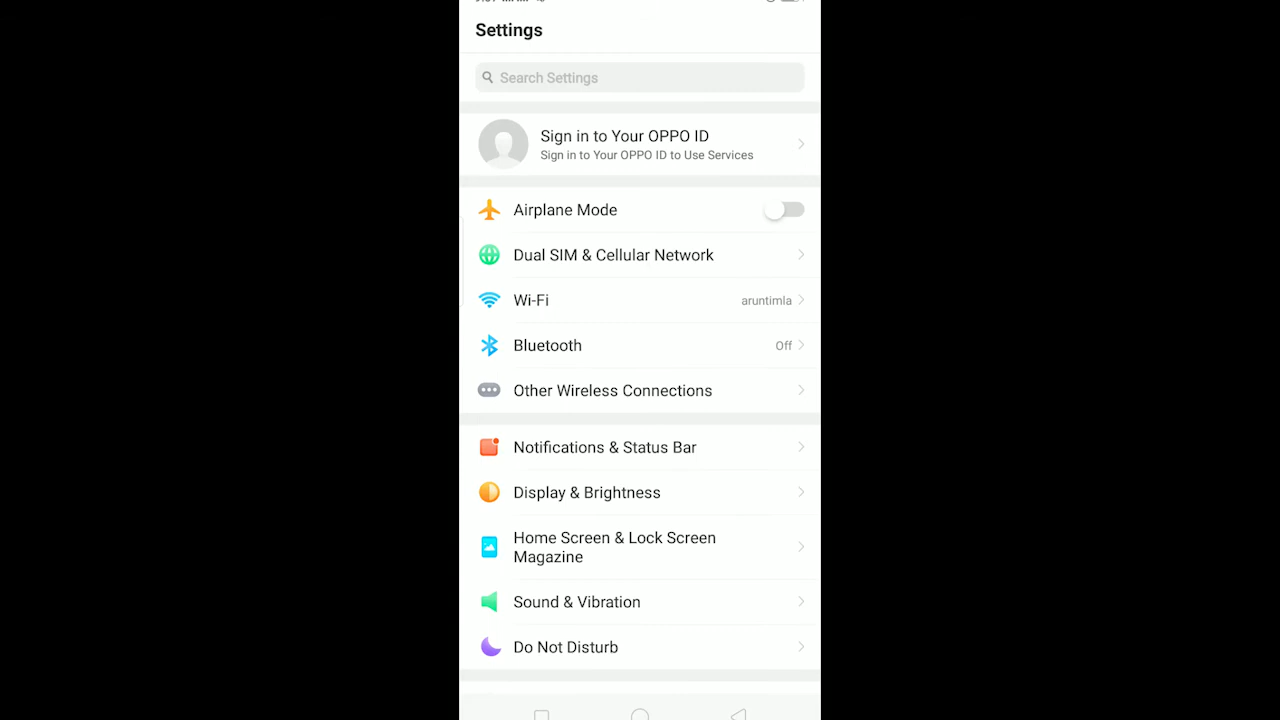 Settings
Search Settings
Sign in to Your OPPO ID
Sign in to Your OPPO ID to Use Services
Airplane Mode
Dual SIM & Cellular Network
Wi-Fi aruntimla
Bluetooth Off
Other Wireless Connections
Notifications & Status Bar
Display & Brightness
Home Screen & Lock Screen
Magazine
Sound & Vibration
Do Not Disturb